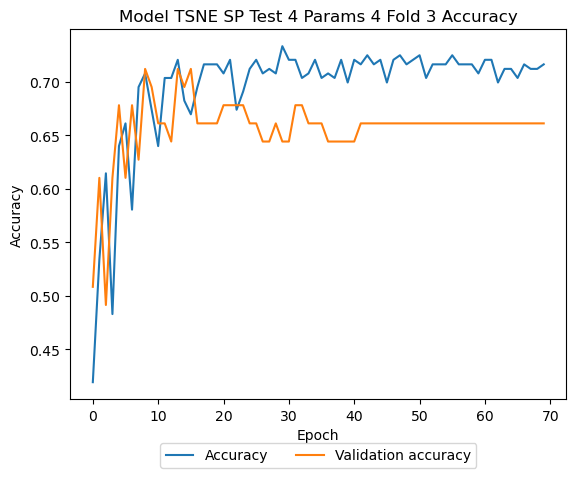 Model TSNE SP Test 4 Params 4 Fold 3 Accuracy
Accuracy
0.70
0.65
0.60
0.55
0.50
0.45
0 10 20 30 40 50 60 70
Epoch
Accuracy Validation accuracy